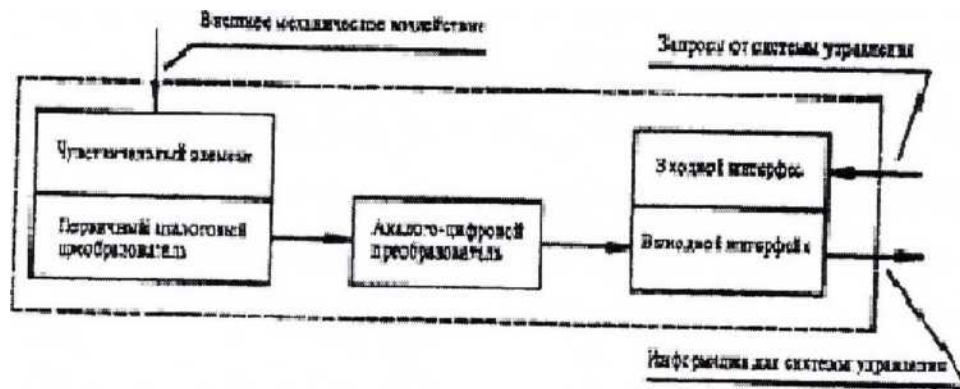 Внешнее механическое воздействие
Запросы от системы управления
Чувствительный элемент
Входной интерфейс
Первичный аналоговый
преобразователь
Аналого-цифровой
преобразователь
Выходной интерфейс
Информация для системы управления